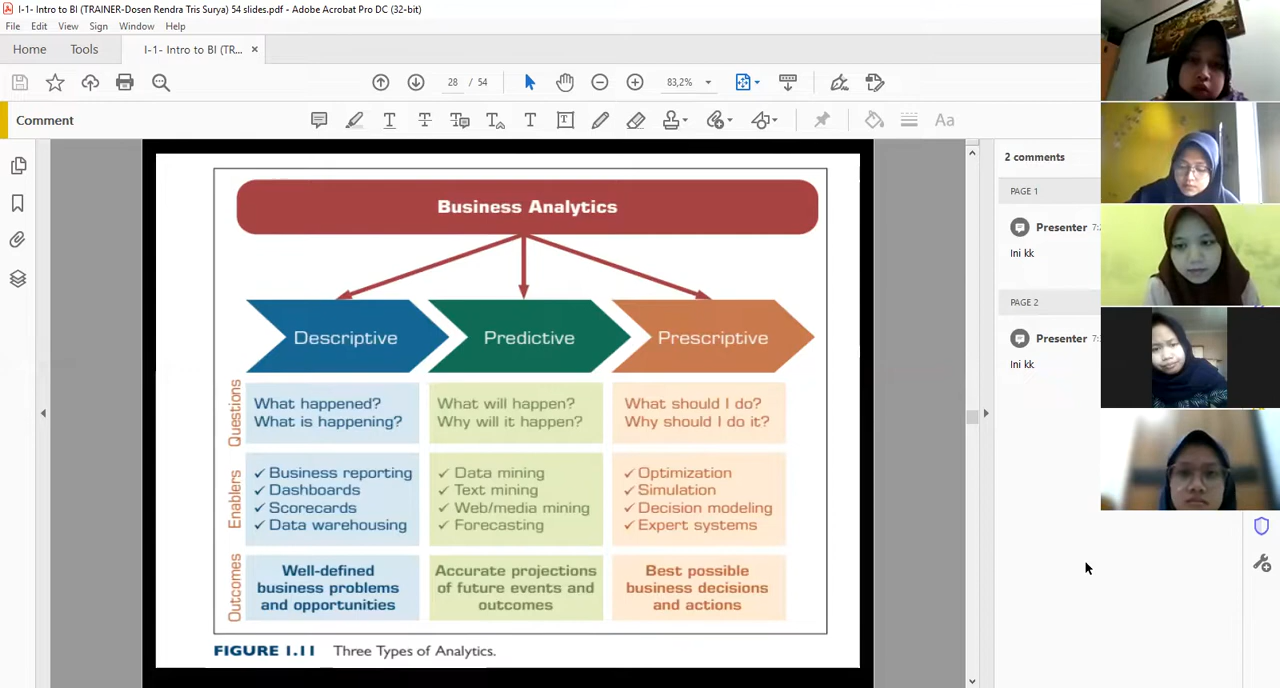 I-1- Intro to BI (TRAINER-Dosen Rendra Tris Surya) 54 slides.pdf - Adobe Acrobat Pro DC (32-bit)
File Edit View Sign Window Help
Home Tools I-1- Intro to BI (TR... ×
28 / 54 83,2%
Comment
Aa
Business Analytics
Descriptive Predictive Prescriptive
Questions
What happened?
What is happening?
What will happen?
Why will it happen?
What should I do?
Why should I do it?
Enablers
✓ Business reporting
✓ Dashboards
✓ Scorecards
✓ Data warehousing
✓ Data mining
✓ Text mining
✓ Web/media mining
✓ Forecasting
✓ Optimization
✓ Simulation
✓ Decision modeling
✓ Expert systems
Outcomes
Well-defined
business problems
and opportunities
Accurate projections
of future events and
outcomes
Best possible
business decisions
and actions
FIGURE 1.11 Three Types of Analytics.
2 comments
PAGE 1
Presenter
Ini kk
PAGE 2
Presenter
Ini kk